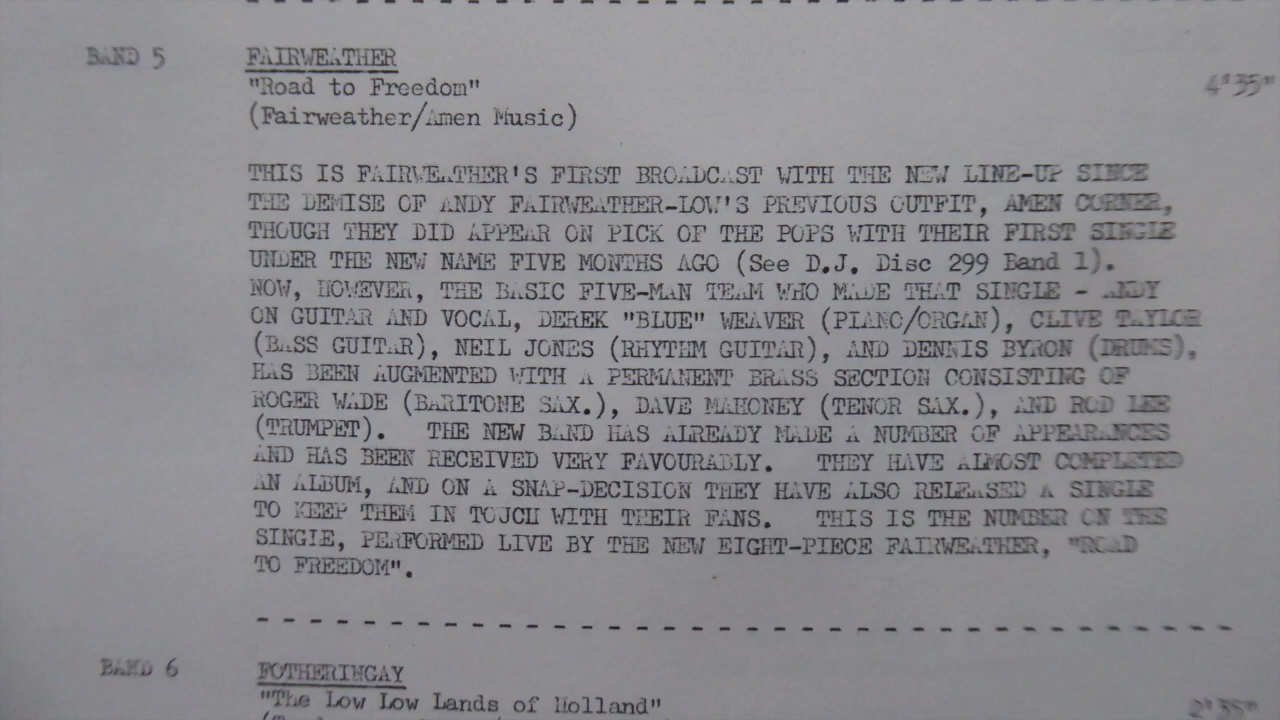 BAND 5 FAIRWEATHER
"Road to Freedom" 4'35"
(Fairweather/Amen Music)
THIS IS FAIRWEATHER'S FIRST BROADCAST WITH THE NEW LINE-UP SINCE
THE DEMISE OF ANDY FAIRWEATHER-LOW'S PREVIOUS OUTFIT, AMEN CORNER,
THOUGH THEY DID APPEAR ON PICK OF THE POPS WITH THEIR FIRST SINGLE
UNDER THE NEW NAME FIVE MONTHS AGO (See D.J. Disc 299 Band 1).
NOW, HOWEVER, THE BASIC FIVE-MAN TEAM WHO MADE THAT SINGLE - ANDY
ON GUITAR AND VOCAL, DEREK "BLUE" WEAVER (PIANO/ORGAN), CLIVE TAYLOR
(BASS GUITAR), NEIL JONES (RHYTHM GUITAR), AND DENNIS BYRON (DRUMS),
HAS BEEN AUGMENTED WITH A PERMANENT BRASS SECTION CONSISTING OF
ROGER WADE (BARITONE SAX.), DAVE MAHONEY (TENOR SAX.), AND ROD LEE
(TRUMPET). THE NEW BAND HAS ALREADY MADE A NUMBER OF APPEARANCES
AND HAS BEEN RECEIVED VERY FAVOURABLY. THEY HAVE ALMOST COMPLETED
AN ALBUM, AND ON A SNAP-DECISION THEY HAVE ALSO RELEASED A SINGLE
TO KEEP THEM IN TOUCH WITH THEIR FANS. THIS IS THE NUMBER ON THE
SINGLE, PERFORMED LIVE BY THE NEW EIGHT-PIECE FAIRWEATHER, "ROAD
TO FREEDOM".
BAND 6 FOTHERINGAY
"The Low Low Lands of Holland" 2'35"